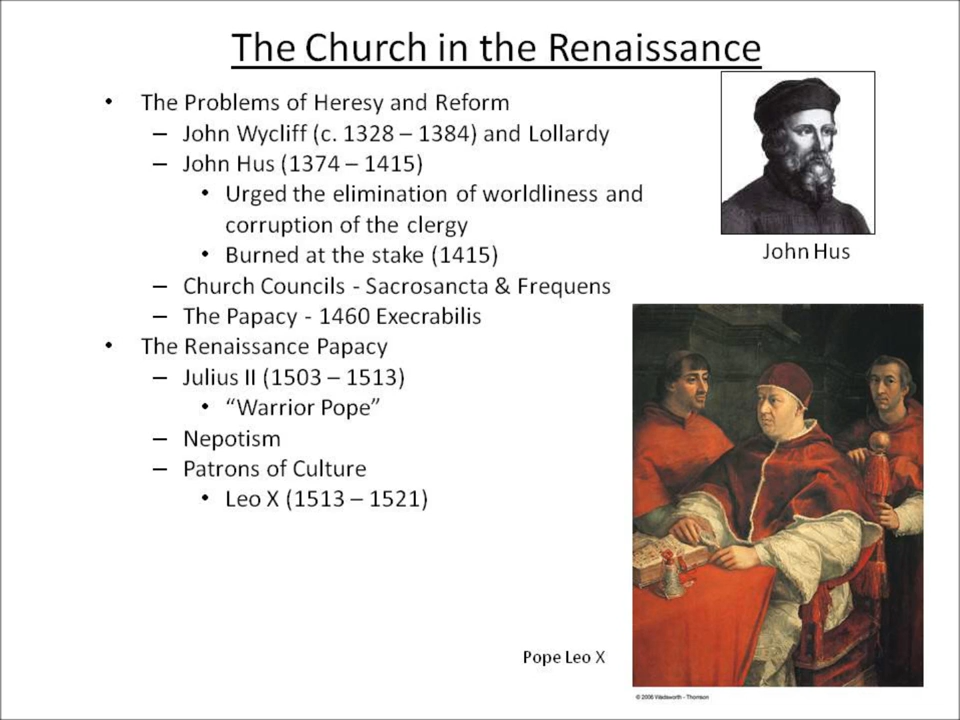 The Church in the Renaissance
• The Problems of Heresy and Reform
– John Wycliff (c. 1328 – 1384) and Lollardy
– John Hus (1374 – 1415)
• Urged the elimination of worldliness and
corruption of the clergy
• Burned at the stake (1415)
– Church Councils - Sacrosancta & Frequens
– The Papacy - 1460 Execrabilis
• The Renaissance Papacy
– Julius II (1503 – 1513)
• “Warrior Pope”
– Nepotism
– Patrons of Culture
• Leo X (1513 – 1521)
John Hus
Pope Leo X
© 2006 Wadsworth - Thomson